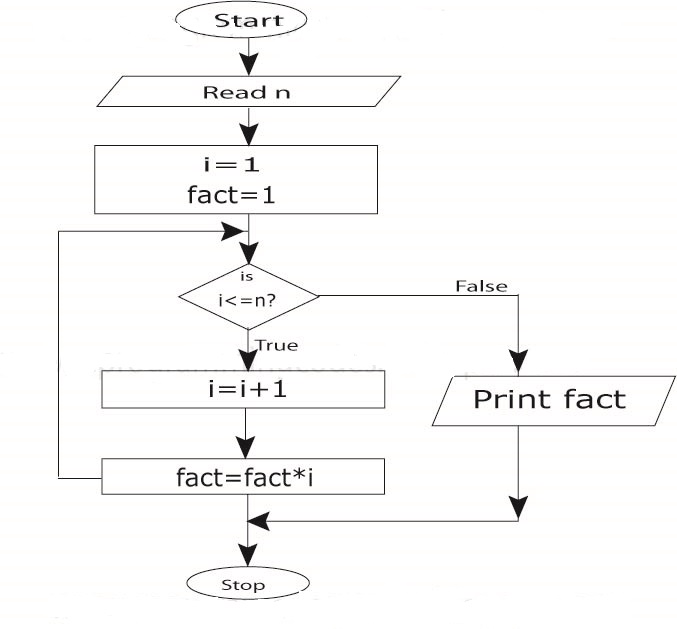 Start
Read n
i=1
fact=1
is
i<=n?
False
True
i=i+1
Print fact
fact=fact*i
Stop